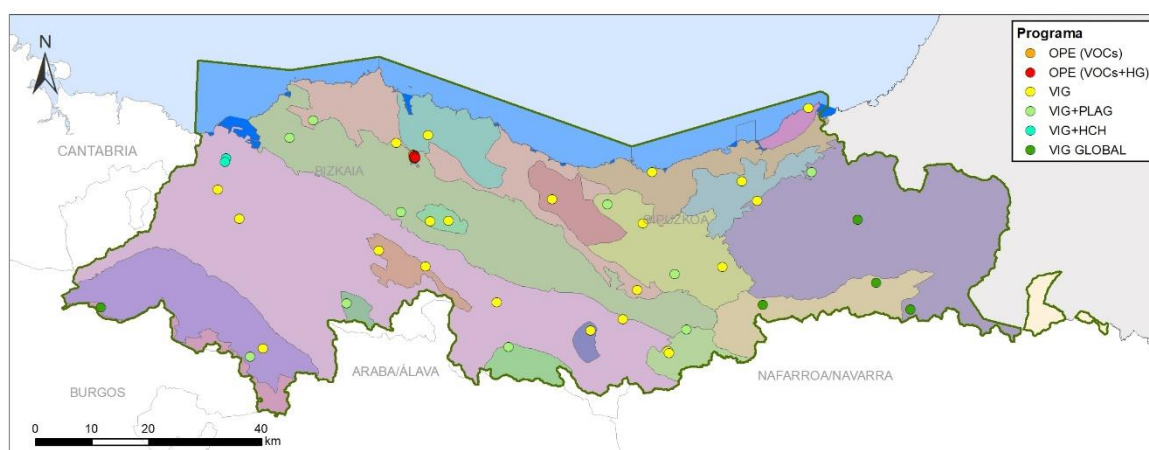 N
Programa
OPE (VOCs)
OPE (VOCs+HG)
VIG
VIG+PLAG
VIG+HCH
VIG GLOBAL
CANTABRIA
BIZKAIA
GIPUZKOA
ARABA/ÁLAVA
NAFARROA/NAVARRA
BURGOS
0 10 20 40
km